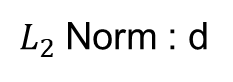 L₂ Norm : d